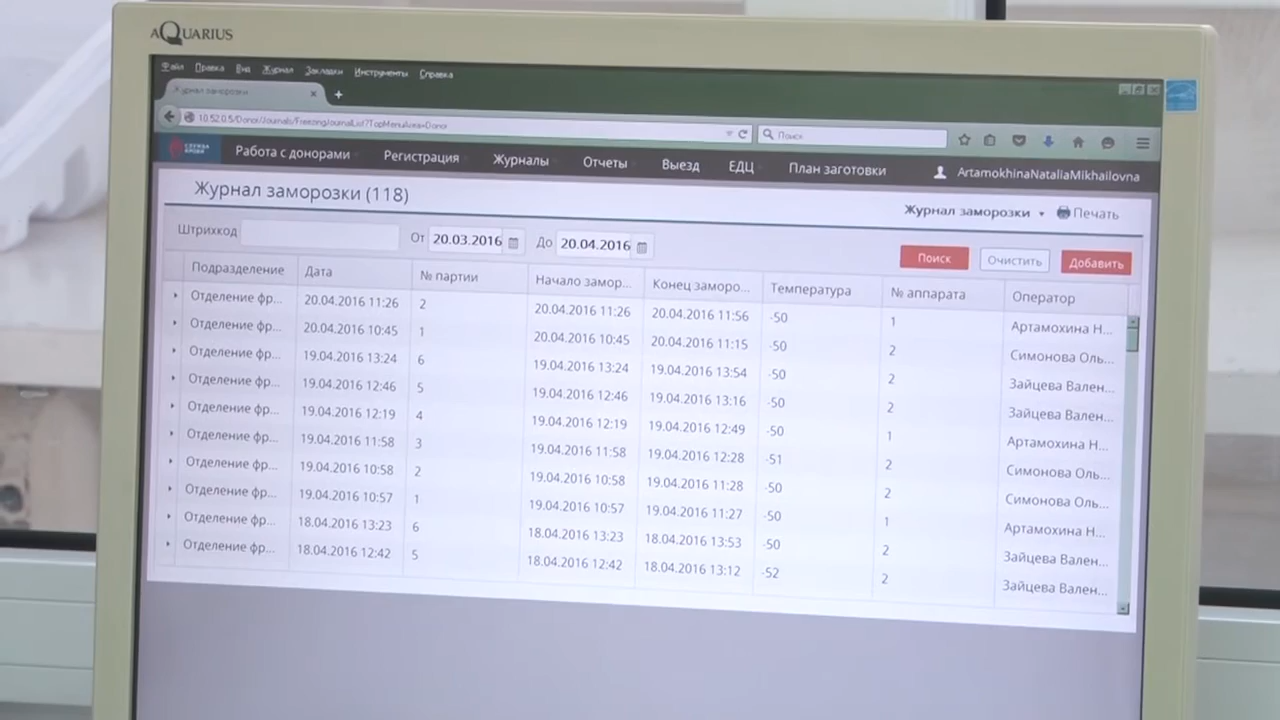 AQUARIUS
Файл Правка Вид Журнал Закладки Инструменты Справка
Журнал заморозки × +
10.52.0.5/Donor/Journals/FreezingJournalList?TopMenuArea=Donor Поиск
СЛУЖБА КРОВИ Работа с донорами Регистрация Журналы Отчеты Выезд ЕДЦ План заготовки ArtamokhinaNataliaMikhailovna
Журнал заморозки (118) Журнал заморозки Печать
Штрихкод От 20.03.2016 До 20.04.2016 Поиск Очистить Добавить
Подразделение Дата № партии Начало замор... Конец заморо... Температура № аппарата Оператор
Отделение фр... 20.04.2016 11:26 2 20.04.2016 11:26 20.04.2016 11:56 -50 1 Артамохина Н...
Отделение фр... 20.04.2016 10:45 1 20.04.2016 10:45 20.04.2016 11:15 -50 2 Симонова Оль...
Отделение фр... 19.04.2016 13:24 6 19.04.2016 13:24 19.04.2016 13:54 -50 2 Зайцева Вален...
Отделение фр... 19.04.2016 12:46 5 19.04.2016 12:46 19.04.2016 13:16 -50 2 Зайцева Вален...
Отделение фр... 19.04.2016 12:19 4 19.04.2016 12:19 19.04.2016 12:49 -50 1 Артамохина Н...
Отделение фр... 19.04.2016 11:58 3 19.04.2016 11:58 19.04.2016 12:28 -51 2 Симонова Оль...
Отделение фр... 19.04.2016 10:58 2 19.04.2016 10:58 19.04.2016 11:28 -50 2 Симонова Оль...
Отделение фр... 19.04.2016 10:57 1 19.04.2016 10:57 19.04.2016 11:27 -50 1 Артамохина Н...
Отделение фр... 18.04.2016 13:23 6 18.04.2016 13:23 18.04.2016 13:53 -50 2 Зайцева Вален...
Отделение фр... 18.04.2016 12:42 5 18.04.2016 12:42 18.04.2016 13:12 -52 2 Зайцева Вален...